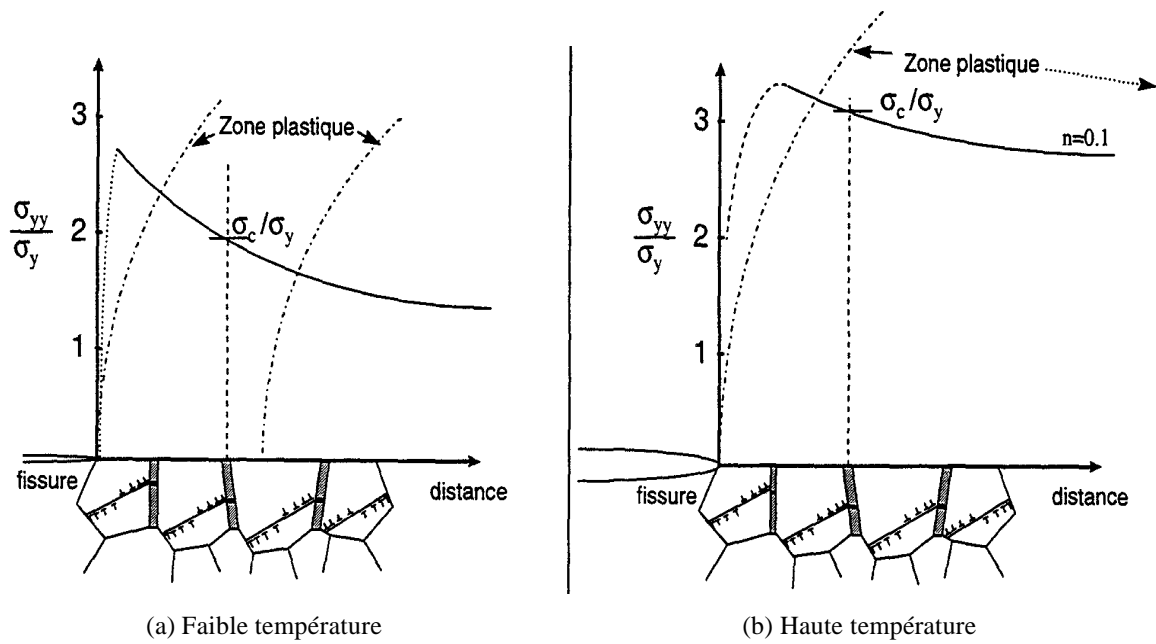 3
2
1
σyy
σy
Zone plastique
σc/σy
fissure
distance
(a) Faible température
3
2
1
σyy
σy
Zone plastique
σc/σy
n=0.1
fissure
distance
(b) Haute température